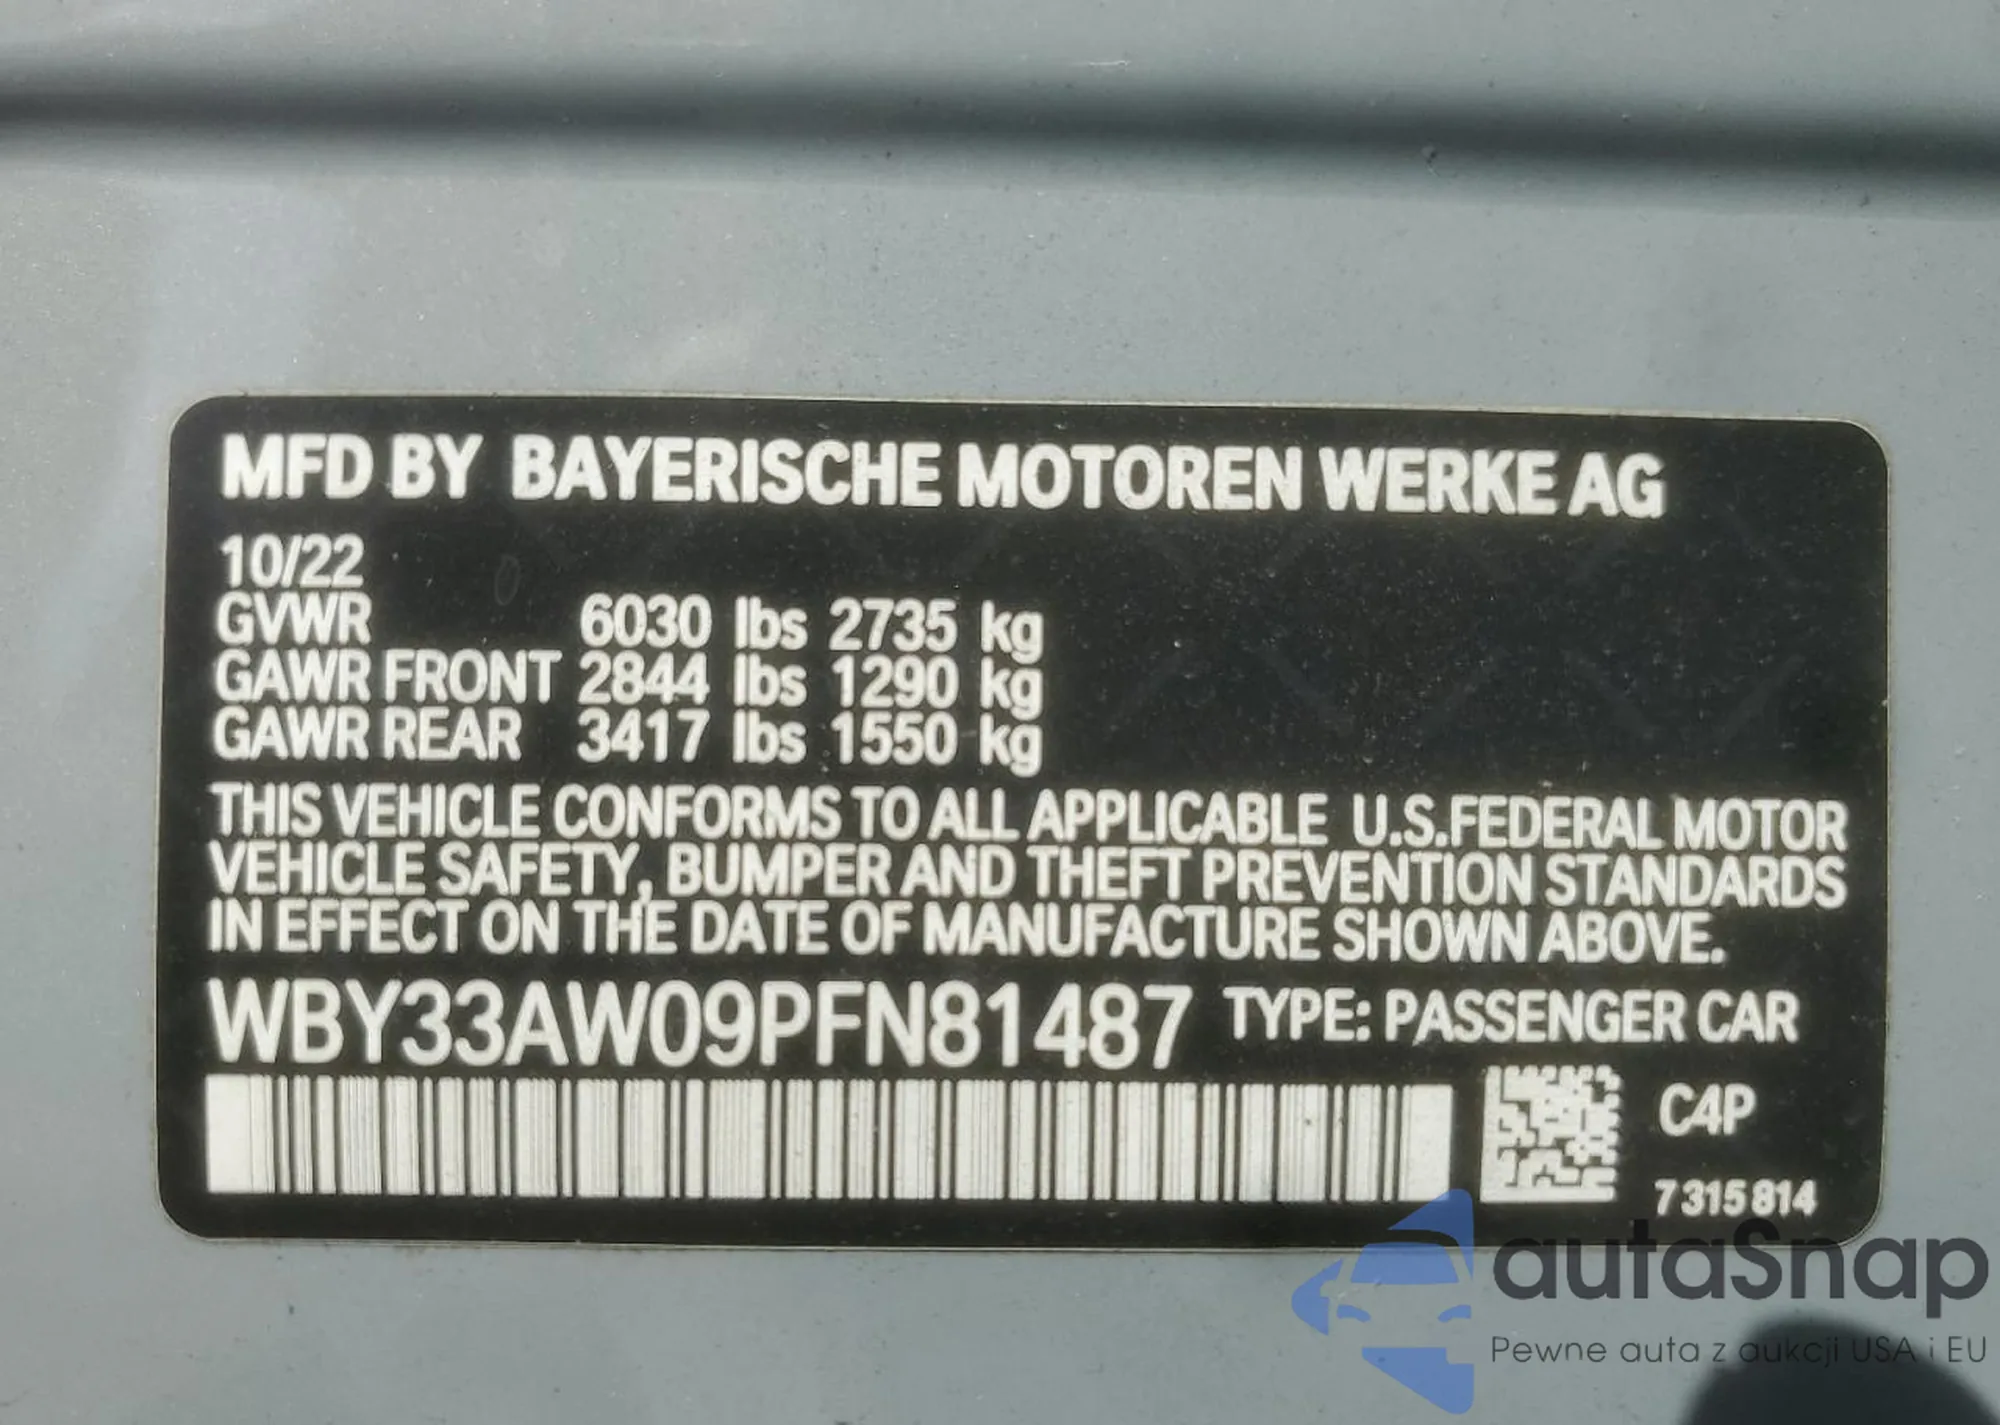 MFD BY BAYERISCHE MOTOREN WERKE AG
10/22
GVWR 6030 lbs 2735 kg
GAWR FRONT 2844 lbs 1290 kg
GAWR REAR 3417 lbs 1550 kg
THIS VEHICLE CONFORMS TO ALL APPLICABLE U.S.FEDERAL MOTOR
VEHICLE SAFETY, BUMPER AND THEFT PREVENTION STANDARDS
IN EFFECT ON THE DATE OF MANUFACTURE SHOWN ABOVE.
WBY33AW09PFN81487 TYPE: PASSENGER CAR
C4P
7 315 814
autaSnap
Pewne auta z aukcji USA i EU